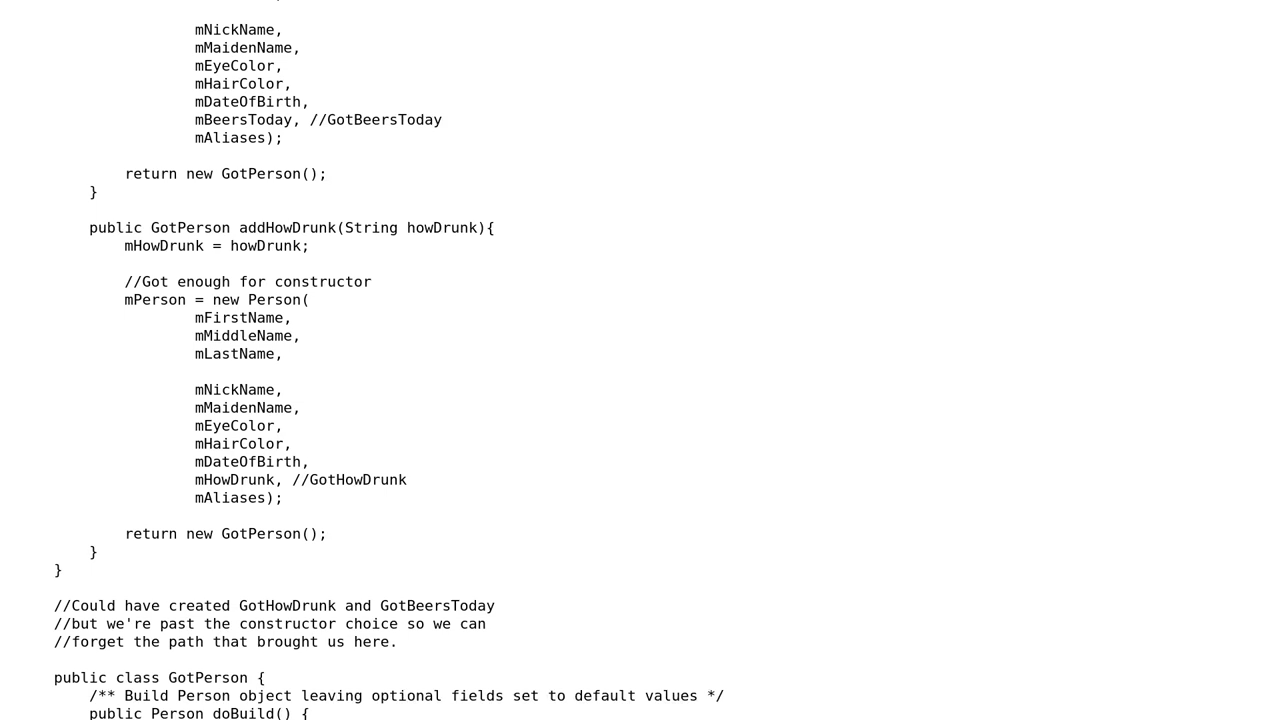 mNickName,
mMaidenName,
mEyeColor,
mHairColor,
mDateOfBirth,
mBeersToday, //GotBeersToday
mAliases);
return new GotPerson();
}
public GotPerson addHowDrunk(String howDrunk){
mHowDrunk = howDrunk;
//Got enough for constructor
mPerson = new Person(
mFirstName,
mMiddleName,
mLastName,
mNickName,
mMaidenName,
mEyeColor,
mHairColor,
mDateOfBirth,
mHowDrunk, //GotHowDrunk
mAliases);
return new GotPerson();
}
}
//Could have created GotHowDrunk and GotBeersToday
//but we're past the constructor choice so we can
//forget the path that brought us here.
public class GotPerson {
/** Build Person object leaving optional fields set to default values */
public Person doBuild() {